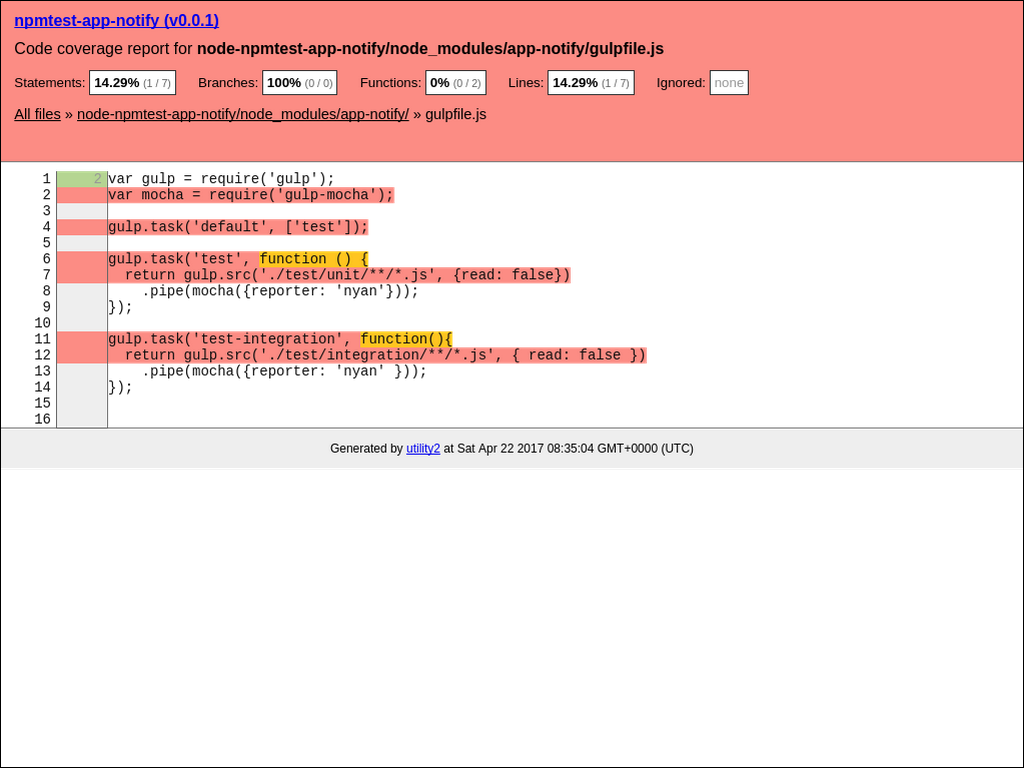 npmtest-app-notify (v0.0.1)
Code coverage report for node-npmtest-app-notify/node_modules/app-notify/gulpfile.js
Statements: 14.29% (1 / 7) Branches: 100% (0 / 0) Functions: 0% (0 / 2) Lines: 14.29% (1 / 7) Ignored: none
All files » node-npmtest-app-notify/node_modules/app-notify/ » gulpfile.js
1 2 var gulp = require('gulp');
2 var mocha = require('gulp-mocha');
3
4 gulp.task('default', ['test']);
5
6 gulp.task('test', function () {
7   return gulp.src('./test/unit/**/*.js', {read: false})
8     .pipe(mocha({reporter: 'nyan'}));
9 });
10
11 gulp.task('test-integration', function(){
12   return gulp.src('./test/integration/**/*.js', { read: false })
13     .pipe(mocha({reporter: 'nyan' }));
14 });
15
16
Generated by utility2 at Sat Apr 22 2017 08:35:04 GMT+0000 (UTC)